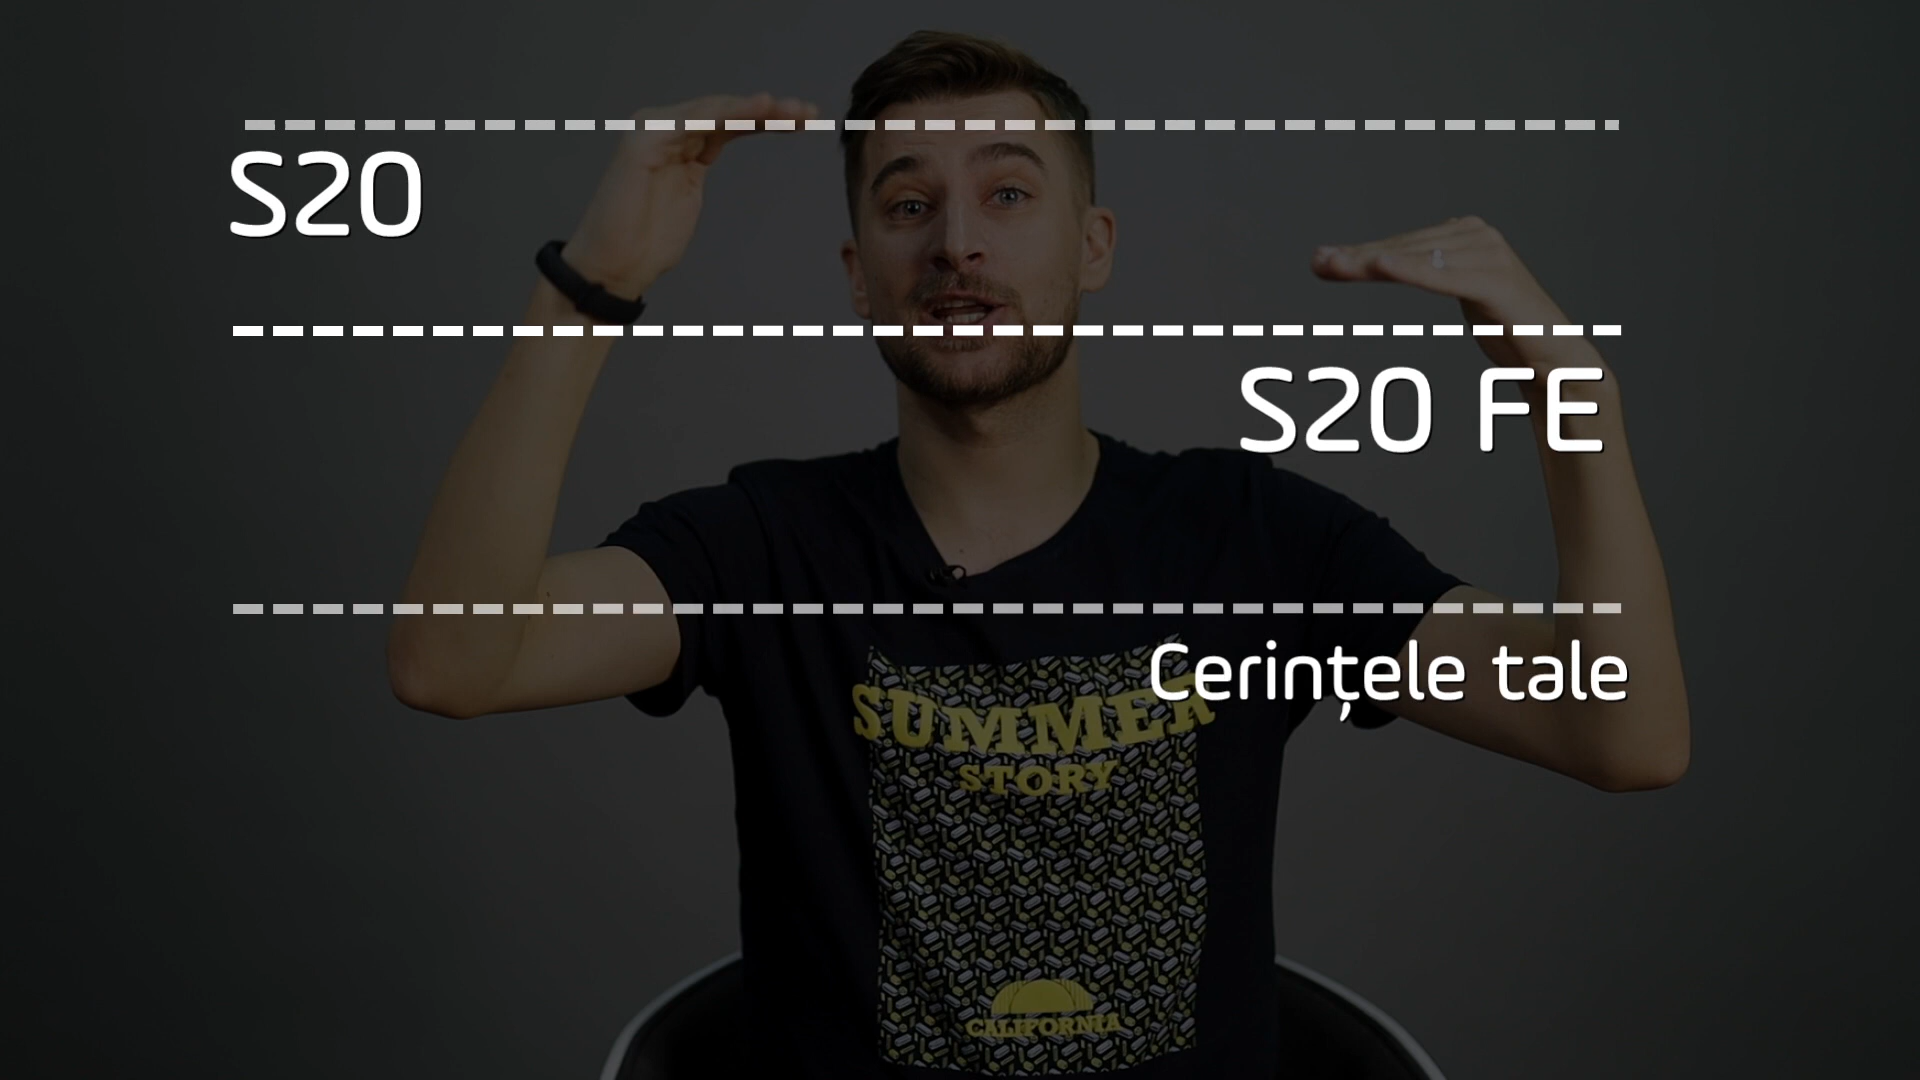 S20
S20 FE
Cerințele tale
SUMMER
STORY
CALIFORNIA